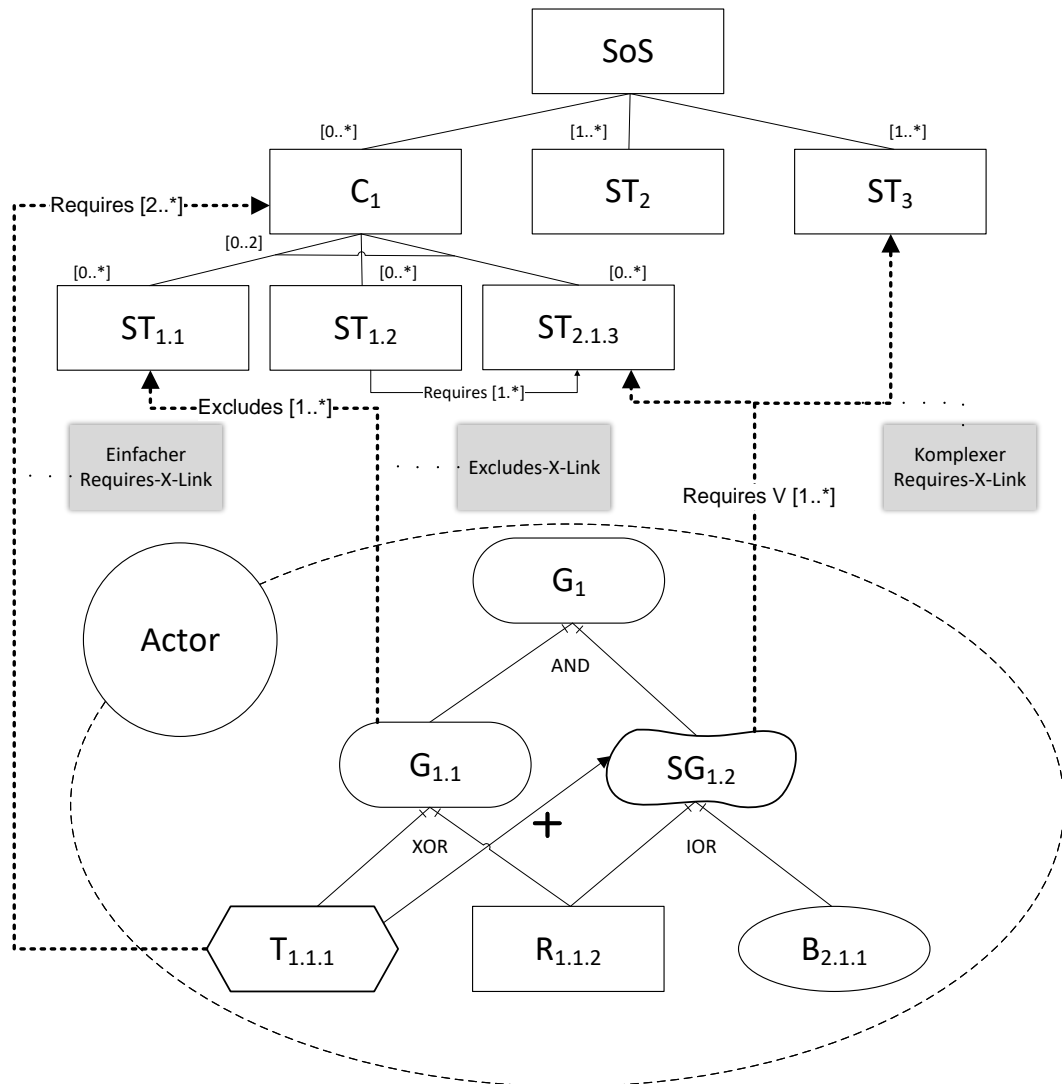 SoS
[0..*]
[1..*]
[1..*]
C1
ST2
ST3
Requires [2..*]
[0..2]
[0..*]
[0..*]
[0..*]
ST1.1
ST1.2
ST2.1.3
Requires [1.*]
Excludes [1..*]
Einfacher
Requires-X-Link
Excludes-X-Link
Komplexer
Requires-X-Link
Requires V [1..*]
G1
Actor
AND
G1.1
SG1.2
+
XOR
IOR
T1.1.1
R1.1.2
B2.1.1